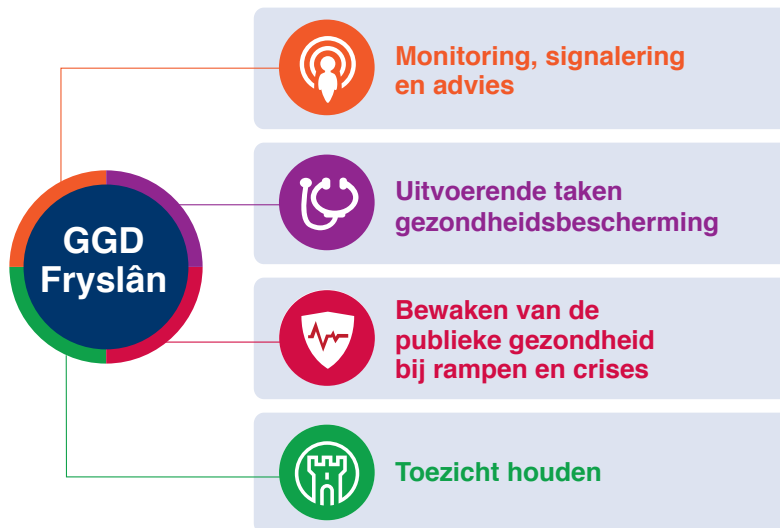 GGD
Fryslân
Monitoring, signalering
en advies
Uitvoerende taken
gezondheidsbescherming
Bewaken van de
publieke gezondheid
bij rampen en crises
Toezicht houden